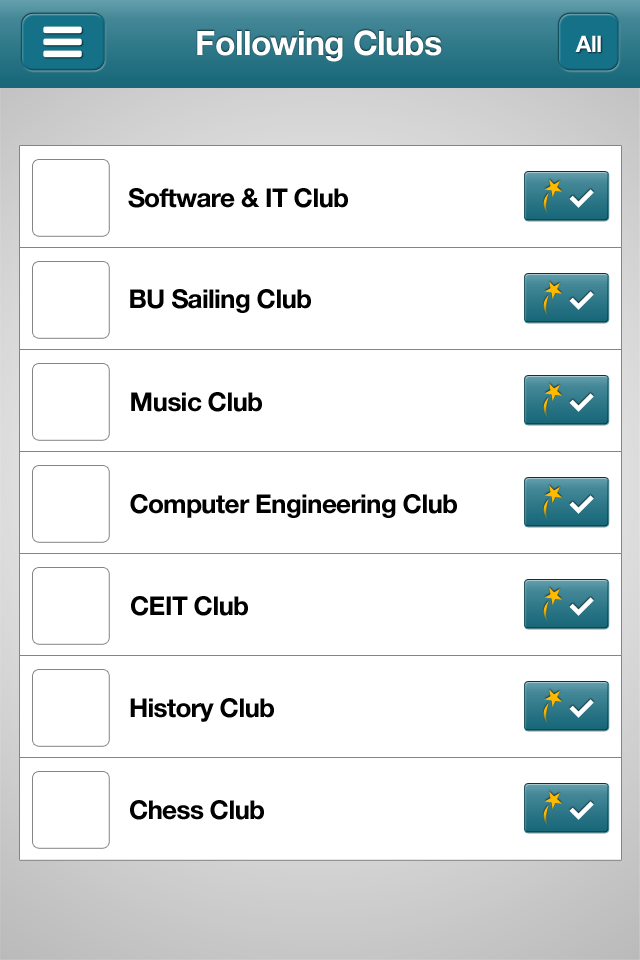 Following Clubs
All
Software & IT Club
BU Sailing Club
Music Club
Computer Engineering Club
CEIT Club
History Club
Chess Club